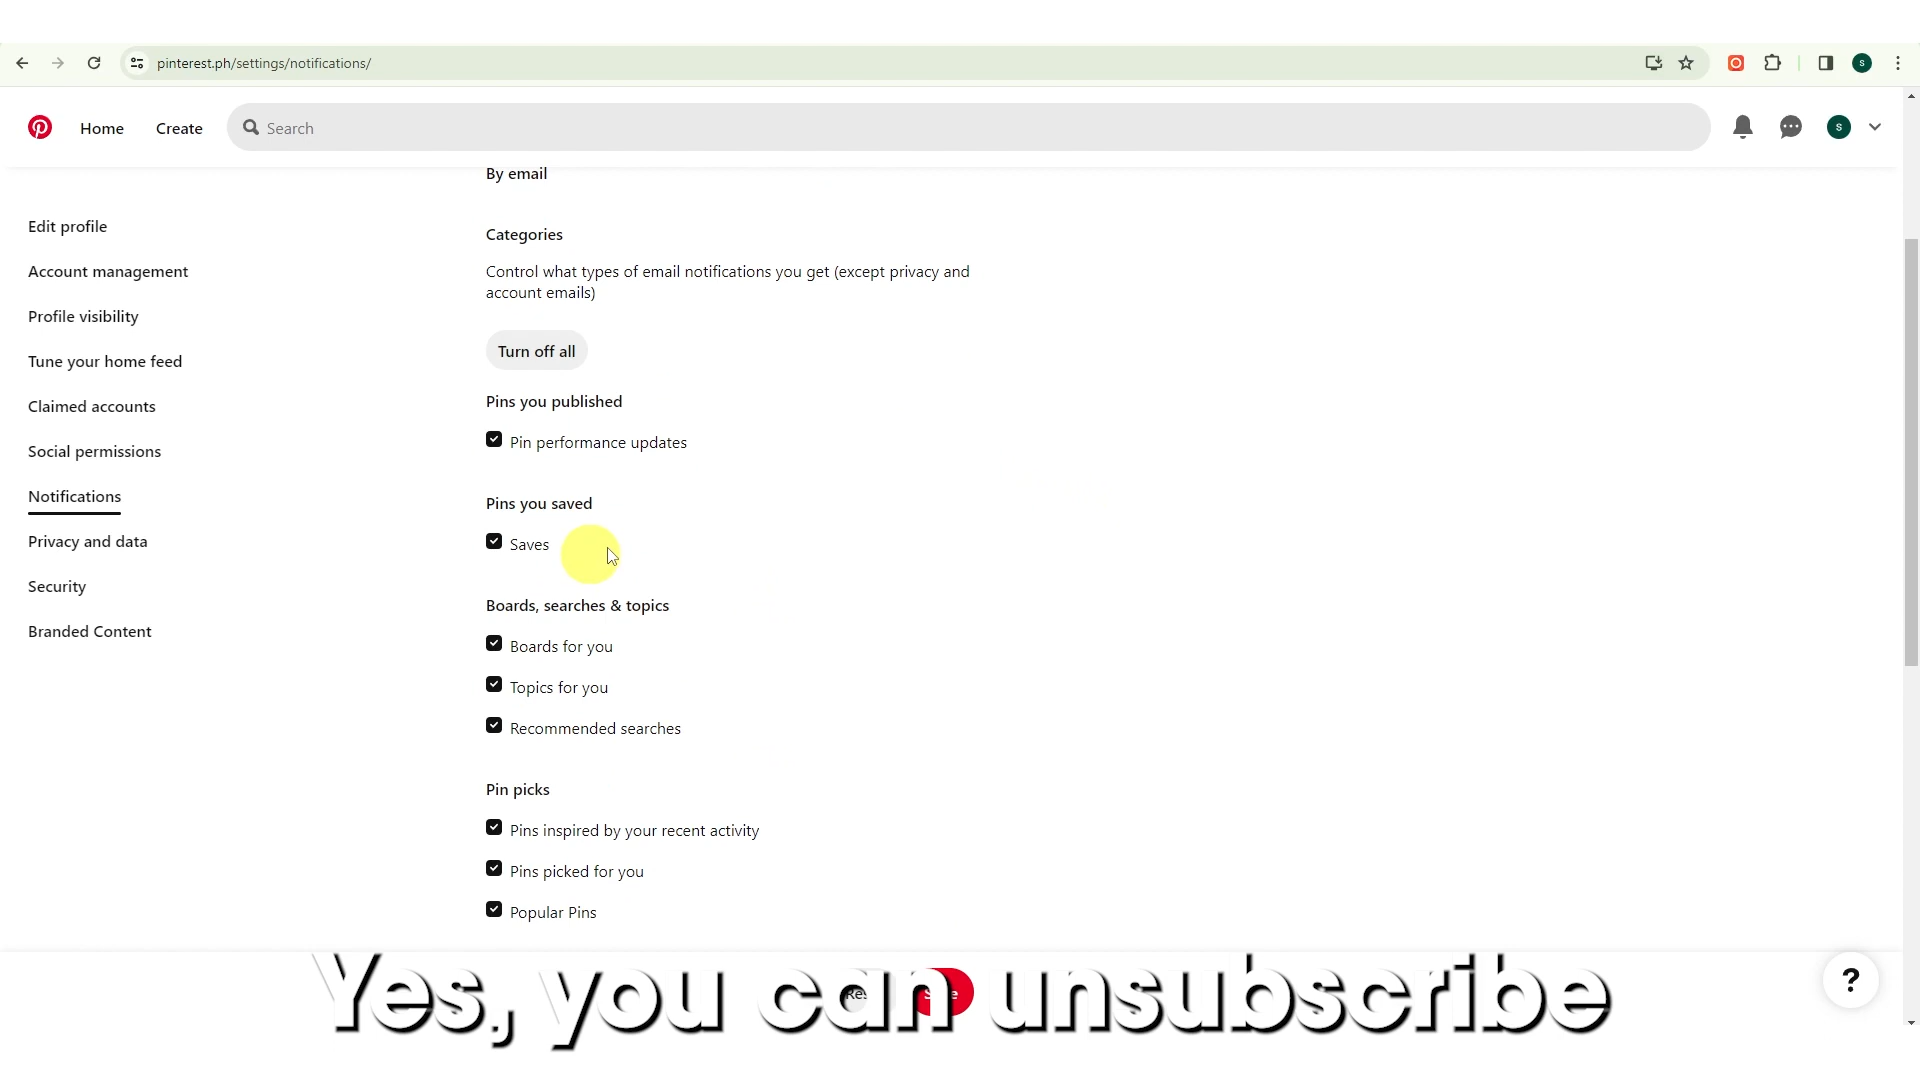 pinterest.ph/settings/notifications/
S
Home
Create
Search
S
By email
Edit profile
Account management
Profile visibility
Tune your home feed
Claimed accounts
Social permissions
Notifications
Privacy and data
Security
Branded Content
Categories
Control what types of email notifications you get (except privacy and
account emails)
Turn off all
Pins you published
Pin performance updates
Pins you saved
Saves
Boards, searches & topics
Boards for you
Topics for you
Recommended searches
Pin picks
Pins inspired by your recent activity
Pins picked for you
Popular Pins
Yes, you can unsubscribe
?